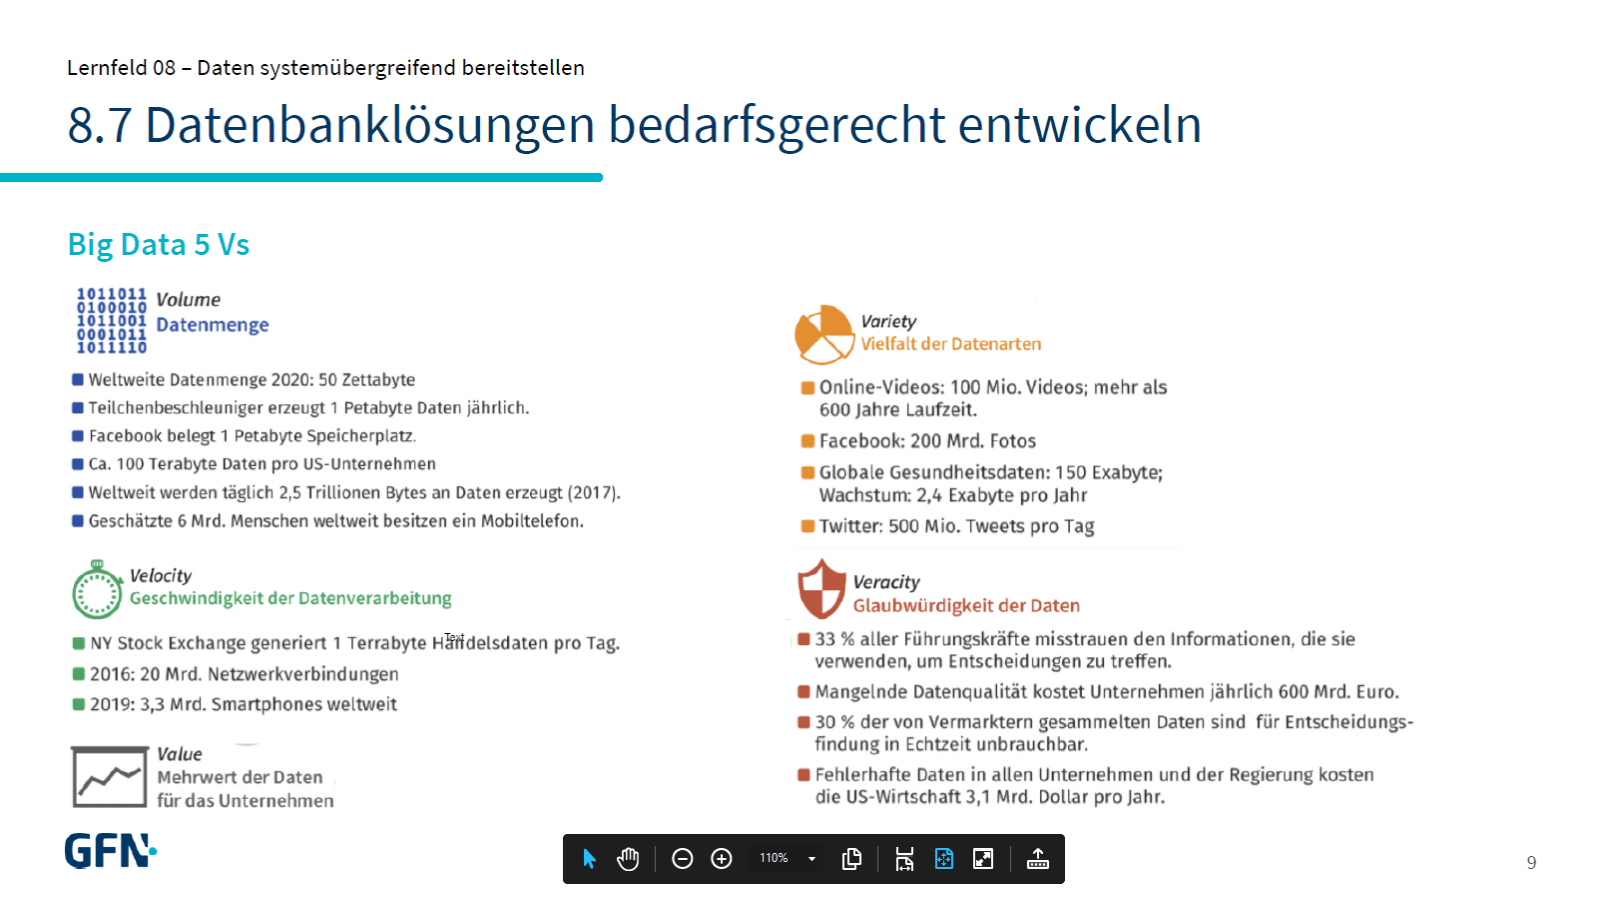 Lernfeld 08 – Daten systemübergreifend bereitstellen
8.7 Datenbanklösungen bedarfsgerecht entwickeln
Big Data 5 Vs
1011011
0100010
1011001
0001011
1011110
Volume
Datenmenge
Weltweite Datenmenge 2020: 50 Zettabyte
Teilchenbeschleuniger erzeugt 1 Petabyte Daten jährlich.
Facebook belegt 1 Petabyte Speicherplatz.
Ca. 100 Terabyte Daten pro US-Unternehmen
Weltweit werden täglich 2,5 Trillionen Bytes an Daten erzeugt (2017).
Geschätzte 6 Mrd. Menschen weltweit besitzen ein Mobiltelefon.
Velocity
Geschwindigkeit der Datenverarbeitung
NY Stock Exchange generiert 1 Terrabyte Handelsdaten pro Tag.
Text
2016: 20 Mrd. Netzwerkverbindungen
2019: 3,3 Mrd. Smartphones weltweit
Value
Mehrwert der Daten
für das Unternehmen
Variety
Vielfalt der Datenarten
Online-Videos: 100 Mio. Videos; mehr als
600 Jahre Laufzeit.
Facebook: 200 Mrd. Fotos
Globale Gesundheitsdaten: 150 Exabyte;
Wachstum: 2,4 Exabyte pro Jahr
Twitter: 500 Mio. Tweets pro Tag
Veracity
Glaubwürdigkeit der Daten
33 % aller Führungskräfte misstrauen den Informationen, die sie
verwenden, um Entscheidungen zu treffen.
Mangelnde Datenqualität kostet Unternehmen jährlich 600 Mrd. Euro.
30 % der von Vermarktern gesammelten Daten sind für Entscheidungs-
findung in Echtzeit unbrauchbar.
Fehlerhafte Daten in allen Unternehmen und der Regierung kosten
die US-Wirtschaft 3,1 Mrd. Dollar pro Jahr.
GFN
110%
9